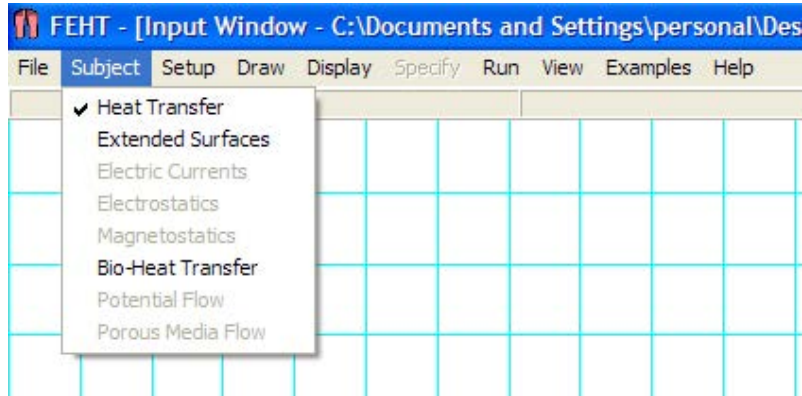 FEHT - [Input Window - C:\Documents and Settings\personal\Des
File Subject Setup Draw Display Specify Run View Examples Help
Heat Transfer
Extended Surfaces
Electric Currents
Electrostatics
Magnetostatics
Bio-Heat Transfer
Potential Flow
Porous Media Flow